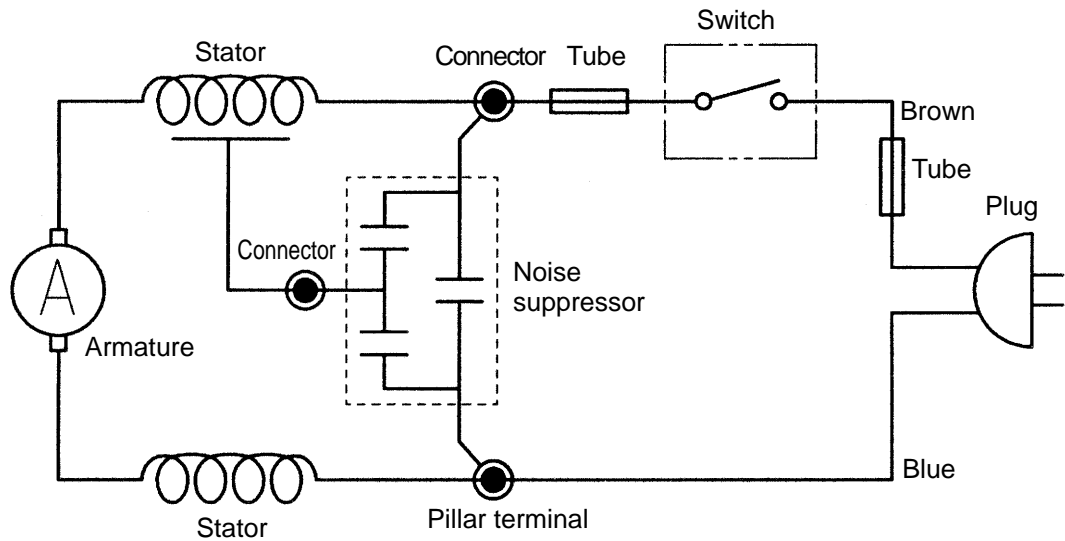 Switch
Stator
Connector
Tube
Brown
Tube
Plug
Connector
Noise
suppressor
A
Armature
Blue
Stator
Pillar terminal